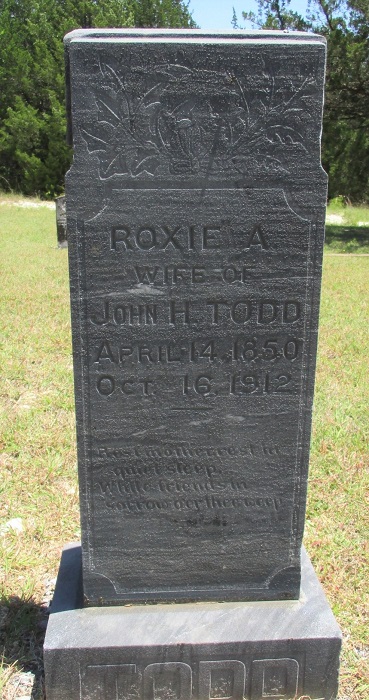 ROXIE A
WIFE OF
JOHN H. TODD
APRIL 14, 1850
OCT. 16, 1912
Rest mother rest in
quiet sleep,
While friends in
sorrow o'er thee weep
TODD